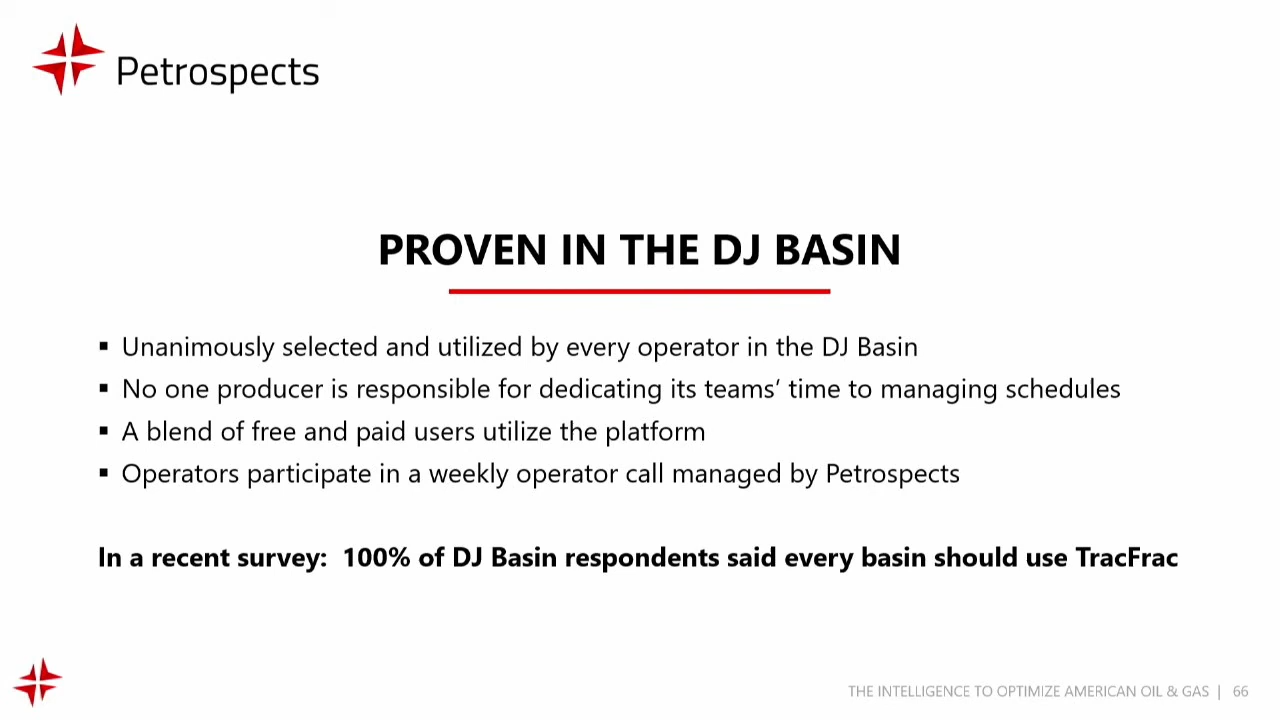 Petrospects
PROVEN IN THE DJ BASIN
▪ Unanimously selected and utilized by every operator in the DJ Basin
▪ No one producer is responsible for dedicating its teams’ time to managing schedules
▪ A blend of free and paid users utilize the platform
▪ Operators participate in a weekly operator call managed by Petrospects
In a recent survey:  100% of DJ Basin respondents said every basin should use TracFrac
THE INTELLIGENCE TO OPTIMIZE AMERICAN OIL & GAS | 66